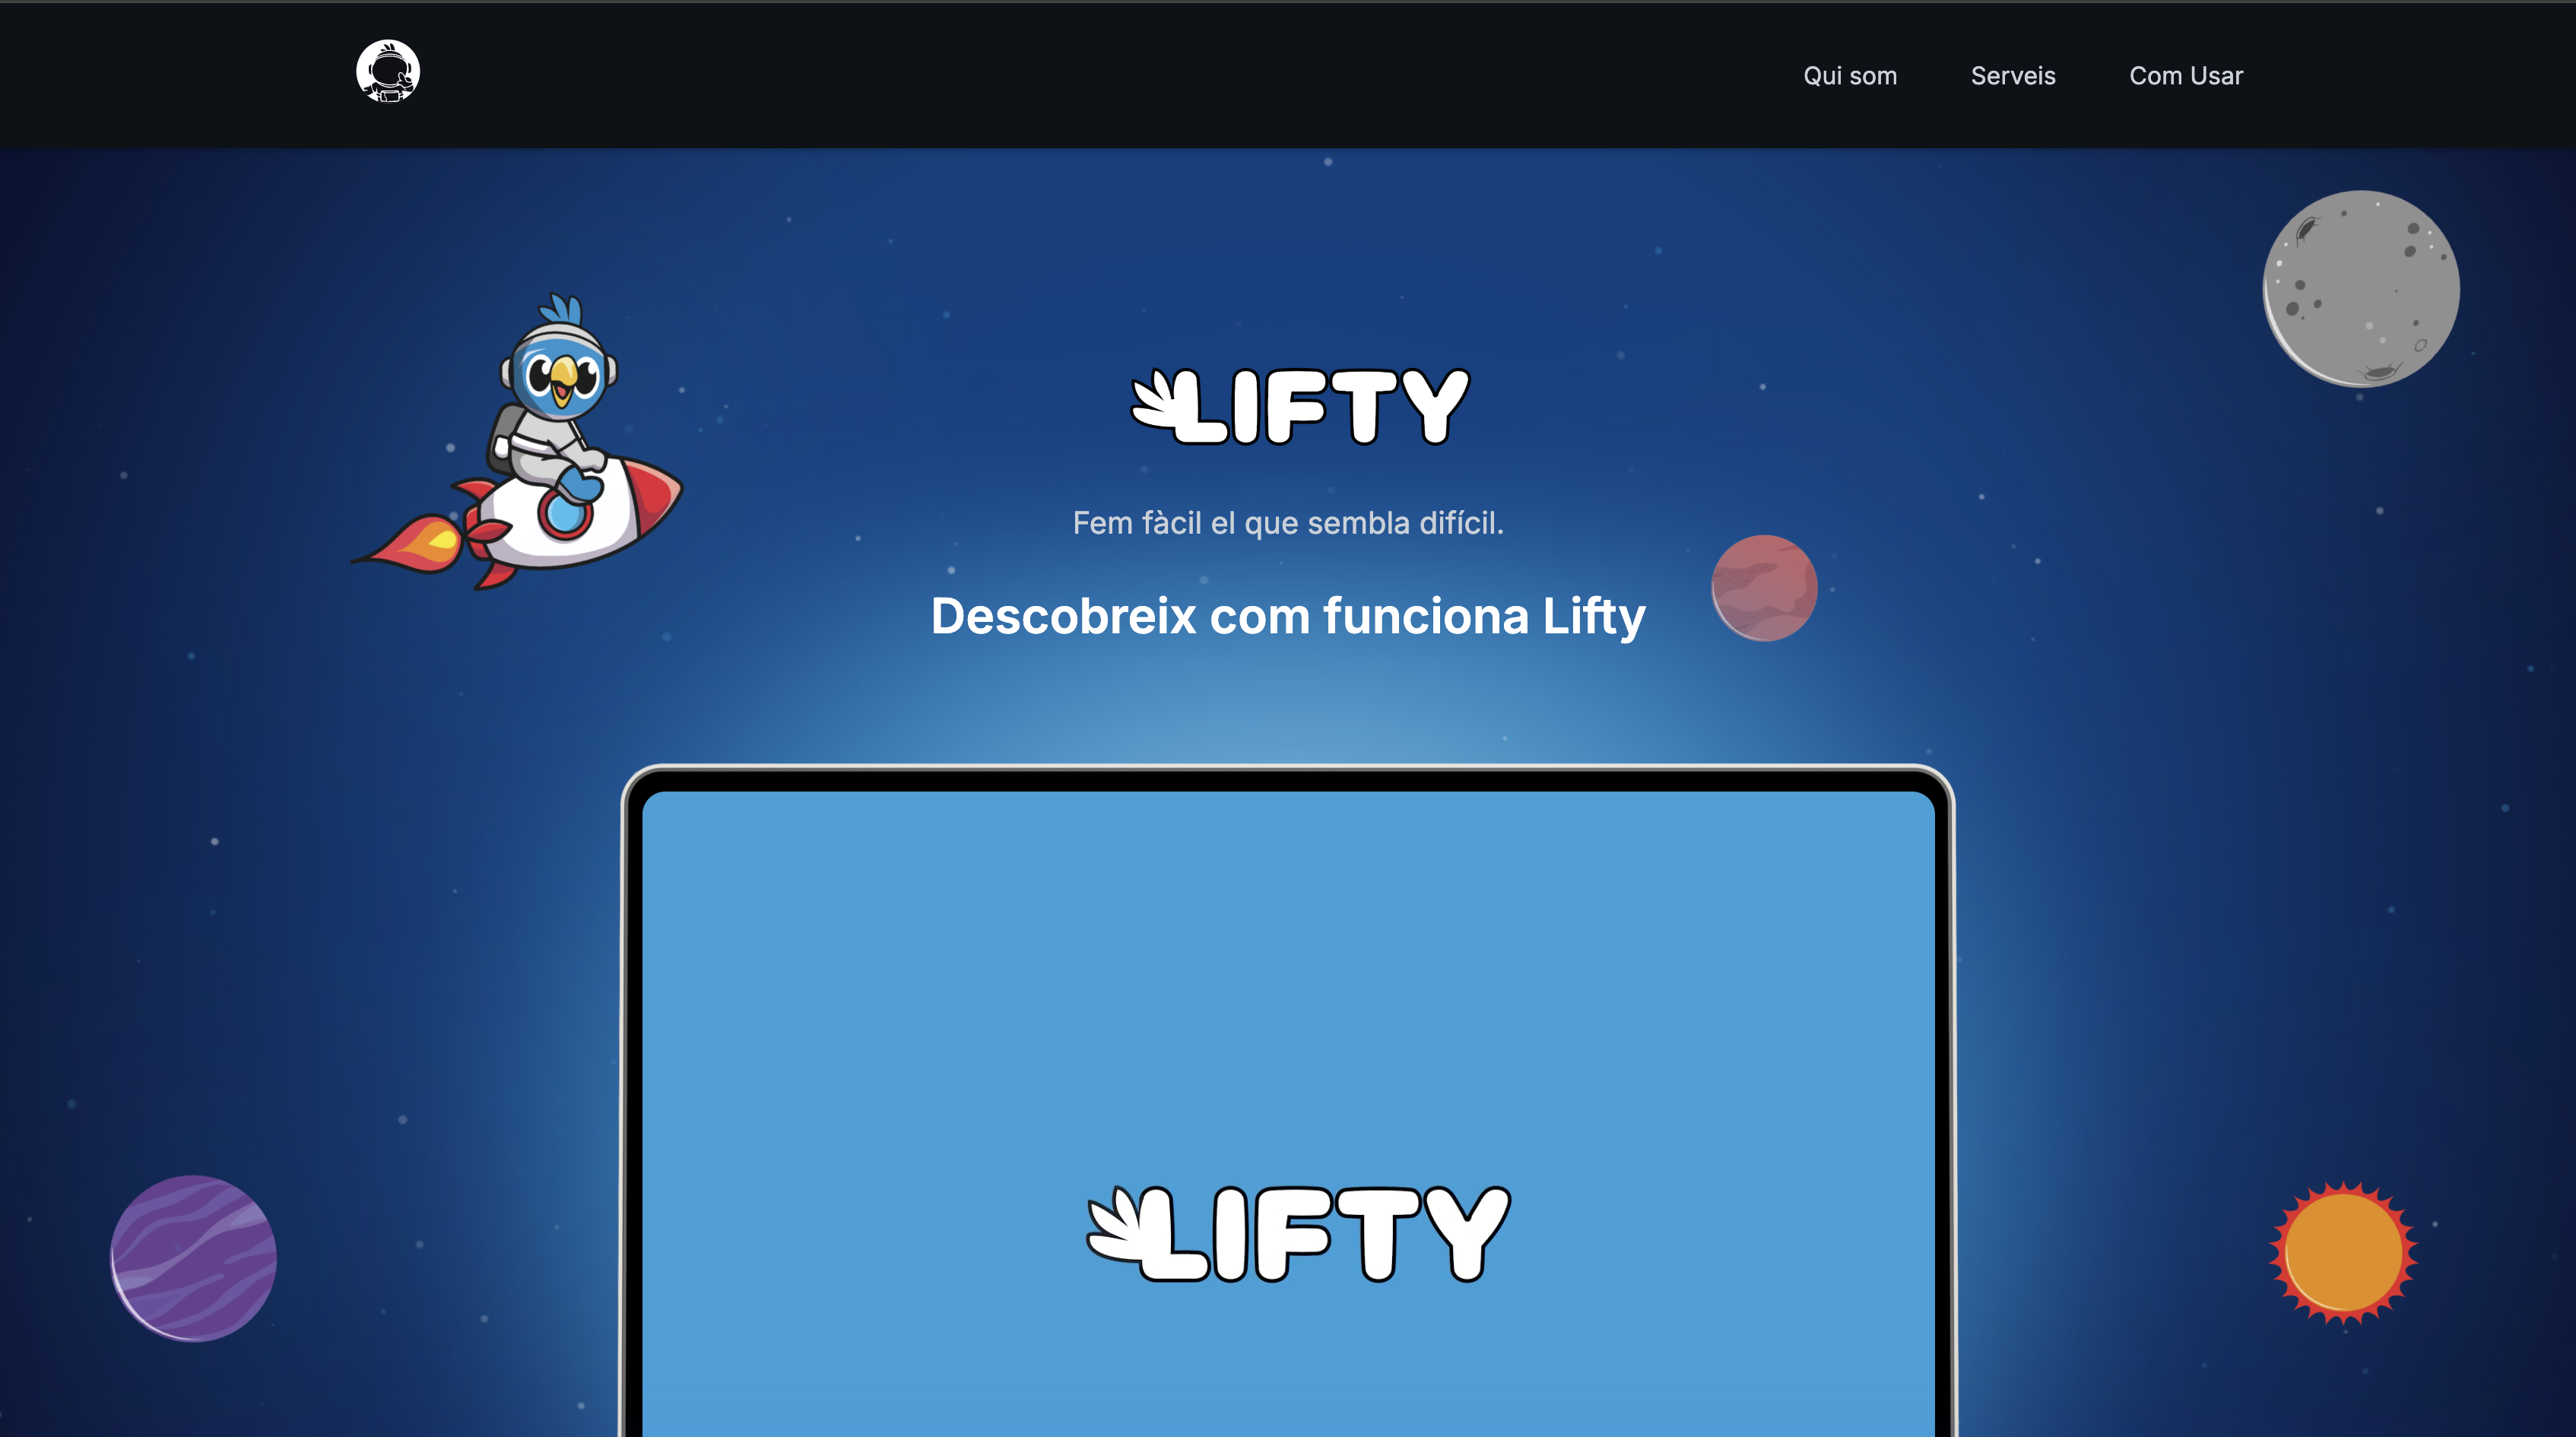 Qui som
Serveis
Com Usar
LIFTY
Fem fàcil el que sembla difícil.
Descobreix com funciona Lifty
LIFTY